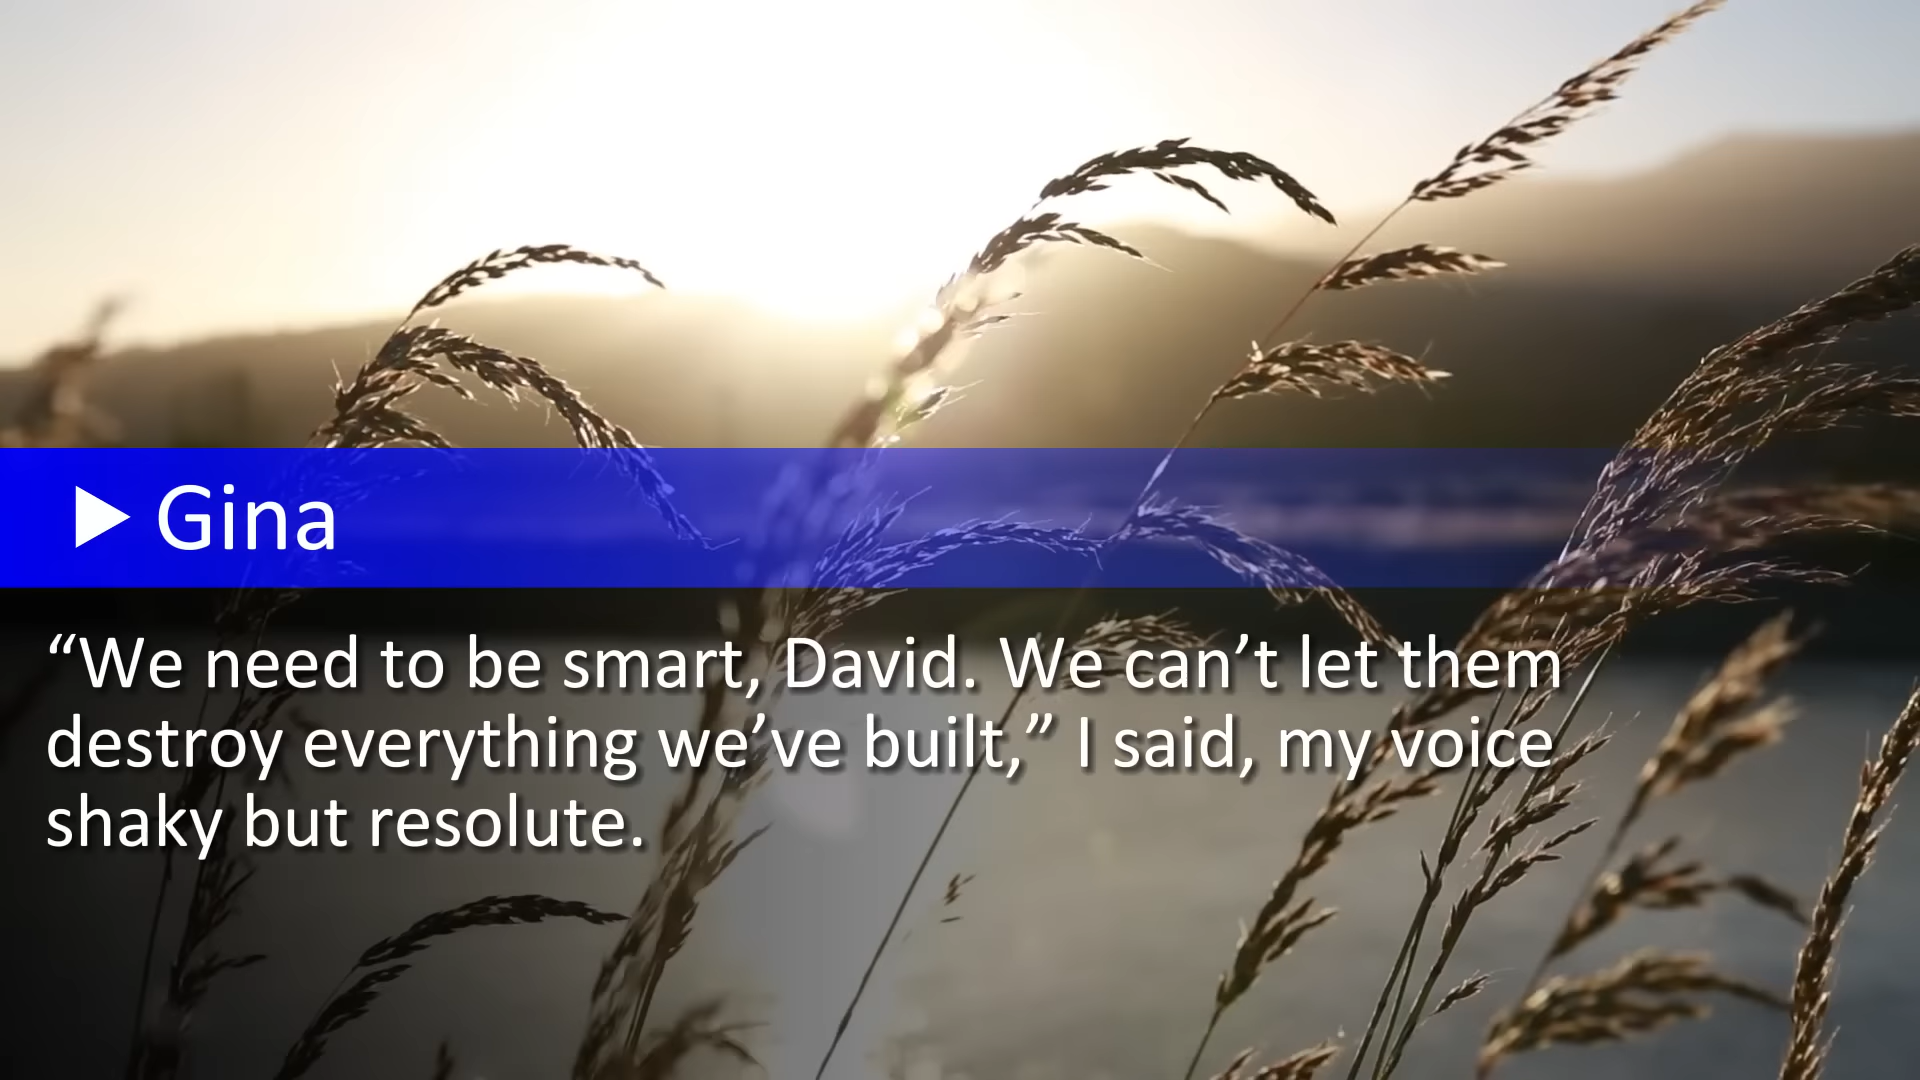 Gina
“We need to be smart, David. We can’t let them
destroy everything we’ve built,” I said, my voice
shaky but resolute.